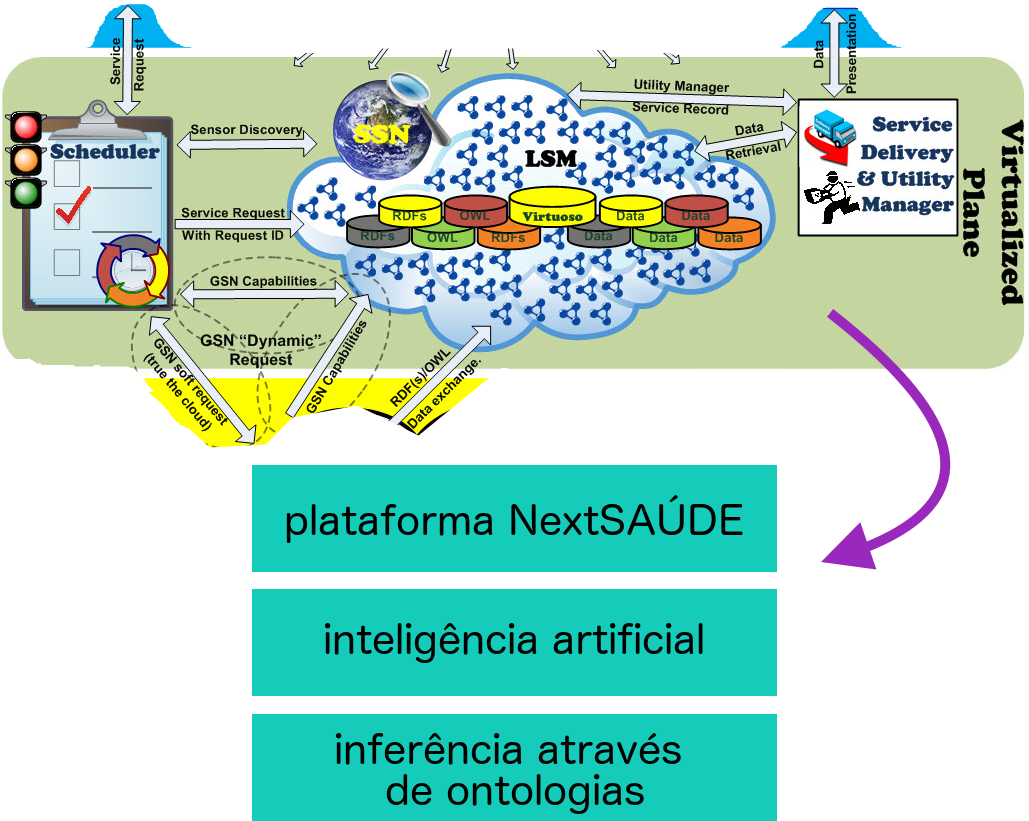 Service
Request
Data
Presentation
Utility Manager
Service Record
Sensor Discovery
SSN
LSM
Data
Retrieval
Scheduler
Service
Delivery
& Utility
Manager
Virtualized
Plane
Service Request
With Request ID
RDFs
OWL
Virtuoso
Data
Data
RDFs
OWL
RDFs
Data
Data
Data
GSN Capabilities
GSN “Dynamic”
Request
GSN soft request
(true the cloud)
GSN Capabilities
RDF(s)/OWL
Data exchange.
plataforma NextSAÚDE
inteligência artificial
inferência através
de ontologias